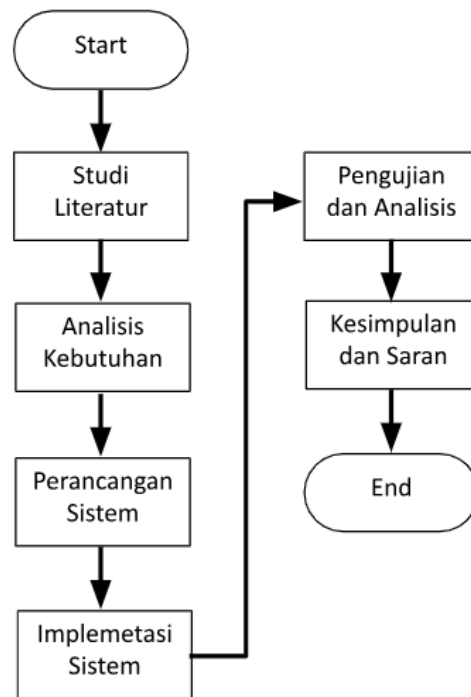 Start
Studi
Literatur
Analisis
Kebutuhan
Perancangan
Sistem
Implemetasi
Sistem
Pengujian
dan Analisis
Kesimpulan
dan Saran
End